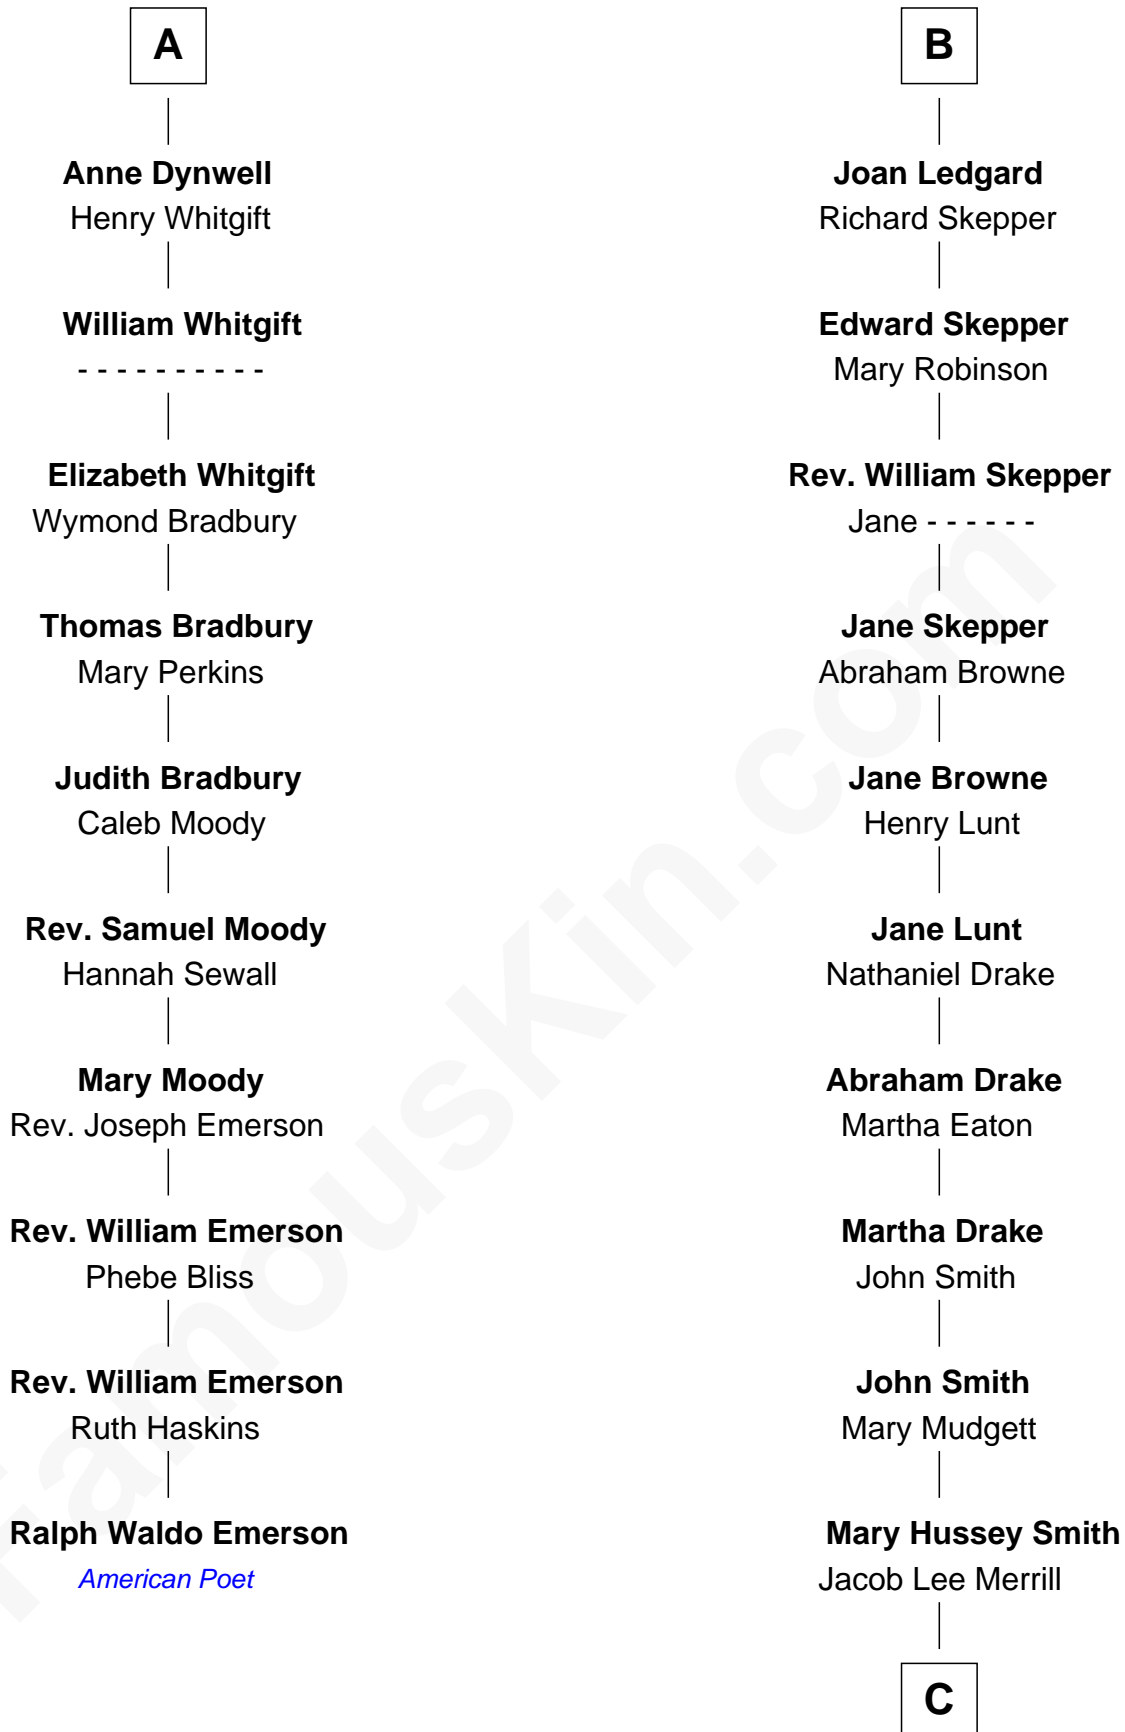 A
Anne Dynwell
Henry Whitgift
William Whitgift
- - - - - - - - - -
Elizabeth Whitgift
Wymond Bradbury
Thomas Bradbury
Mary Perkins
Judith Bradbury
Caleb Moody
Rev. Samuel Moody
Hannah Sewall
Mary Moody
Rev. Joseph Emerson
Rev. William Emerson
Phebe Bliss
Rev. William Emerson
Ruth Haskins
Ralph Waldo Emerson
American Poet
B
Joan Ledgard
Richard Skepper
Edward Skepper
Mary Robinson
Rev. William Skepper
Jane - - - - - -
Jane Skepper
Abraham Browne
Jane Browne
Henry Lunt
Jane Lunt
Nathaniel Drake
Abraham Drake
Martha Eaton
Martha Drake
John Smith
John Smith
Mary Mudgett
Mary Hussey Smith
Jacob Lee Merrill
C
FamousKin.com